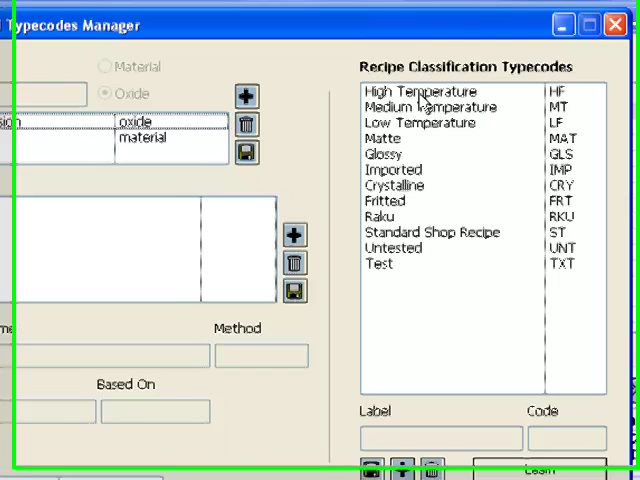 Typecodes Manager
Material
Oxide
oxide
material
Method
Based On
Recipe Classification Typecodes
High Temperature HF
Medium Temperature MT
Low Temperature LF
Matte MAT
Glossy GLS
Imported IMP
Crystalline CRY
Fritted FRT
Raku RKU
Standard Shop Recipe ST
Untested UNT
Test TXT
Label Code
Learn